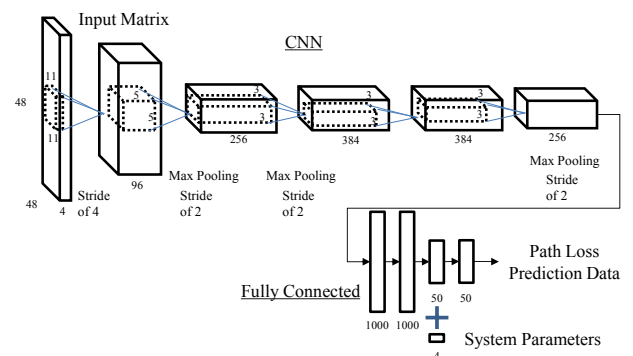 Input Matrix
CNN
11
11
48
48
4
Stride
of 4
5
5
96
3
3
256
Max Pooling
Stride
of 2
3
3
384
Max Pooling
Stride
of 2
3
3
384
256
Max Pooling
Stride
of 2
Fully Connected
1000
1000
50
50
Path Loss
Prediction Data
System Parameters
4